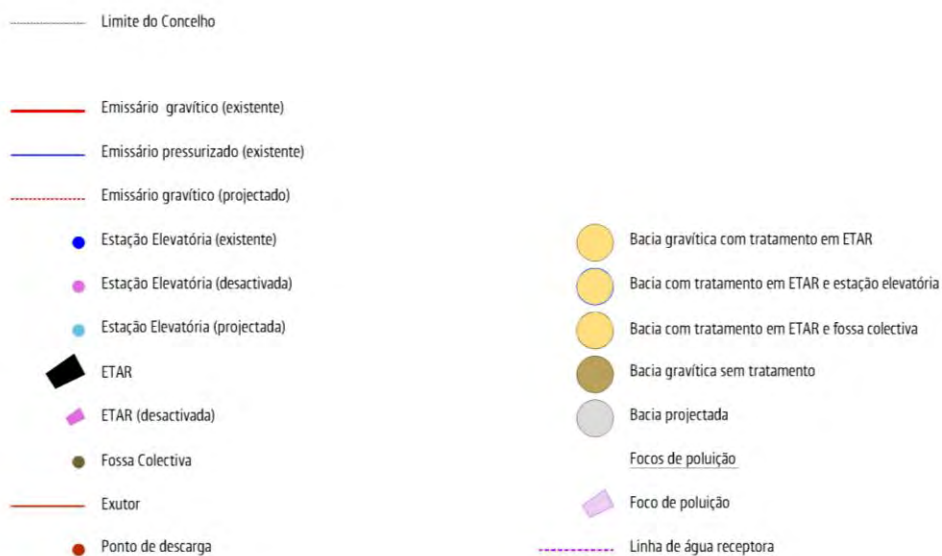 Limite do Concelho
Emissário gravítico (existente)
Emissário pressurizado (existente)
Emissário gravítico (projectado)
Estação Elevatória (existente)
Estação Elevatória (desactivada)
Estação Elevatória (projectada)
ETAR
ETAR (desactivada)
Fossa Colectiva
Exutor
Ponto de descarga
Bacia gravítica com tratamento em ETAR
Bacia com tratamento em ETAR e estação elevatória
Bacia com tratamento em ETAR e fossa colectiva
Bacia gravítica sem tratamento
Bacia projectada
Focos de poluição
Foco de poluição
Linha de água receptora